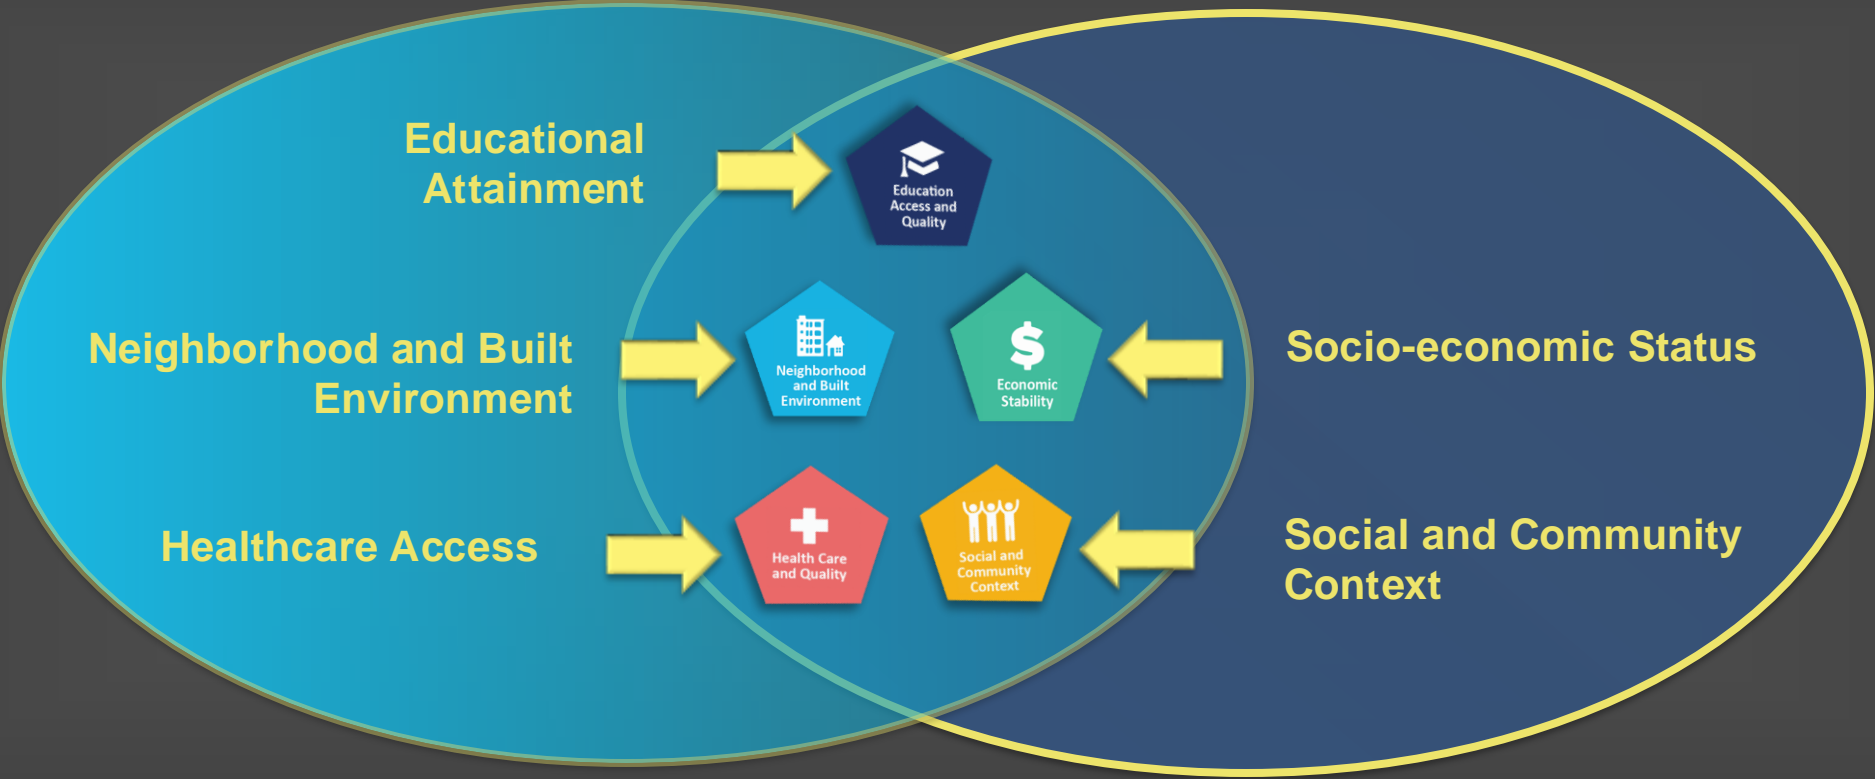 Educational
Attainment
Education
Access and
Quality
Neighborhood and Built
Environment
Neighborhood
and Built
Environment
Economic
Stability
Socio-economic Status
Healthcare Access
Health Care
and Quality
Social and
Community
Context
Social and Community
Context